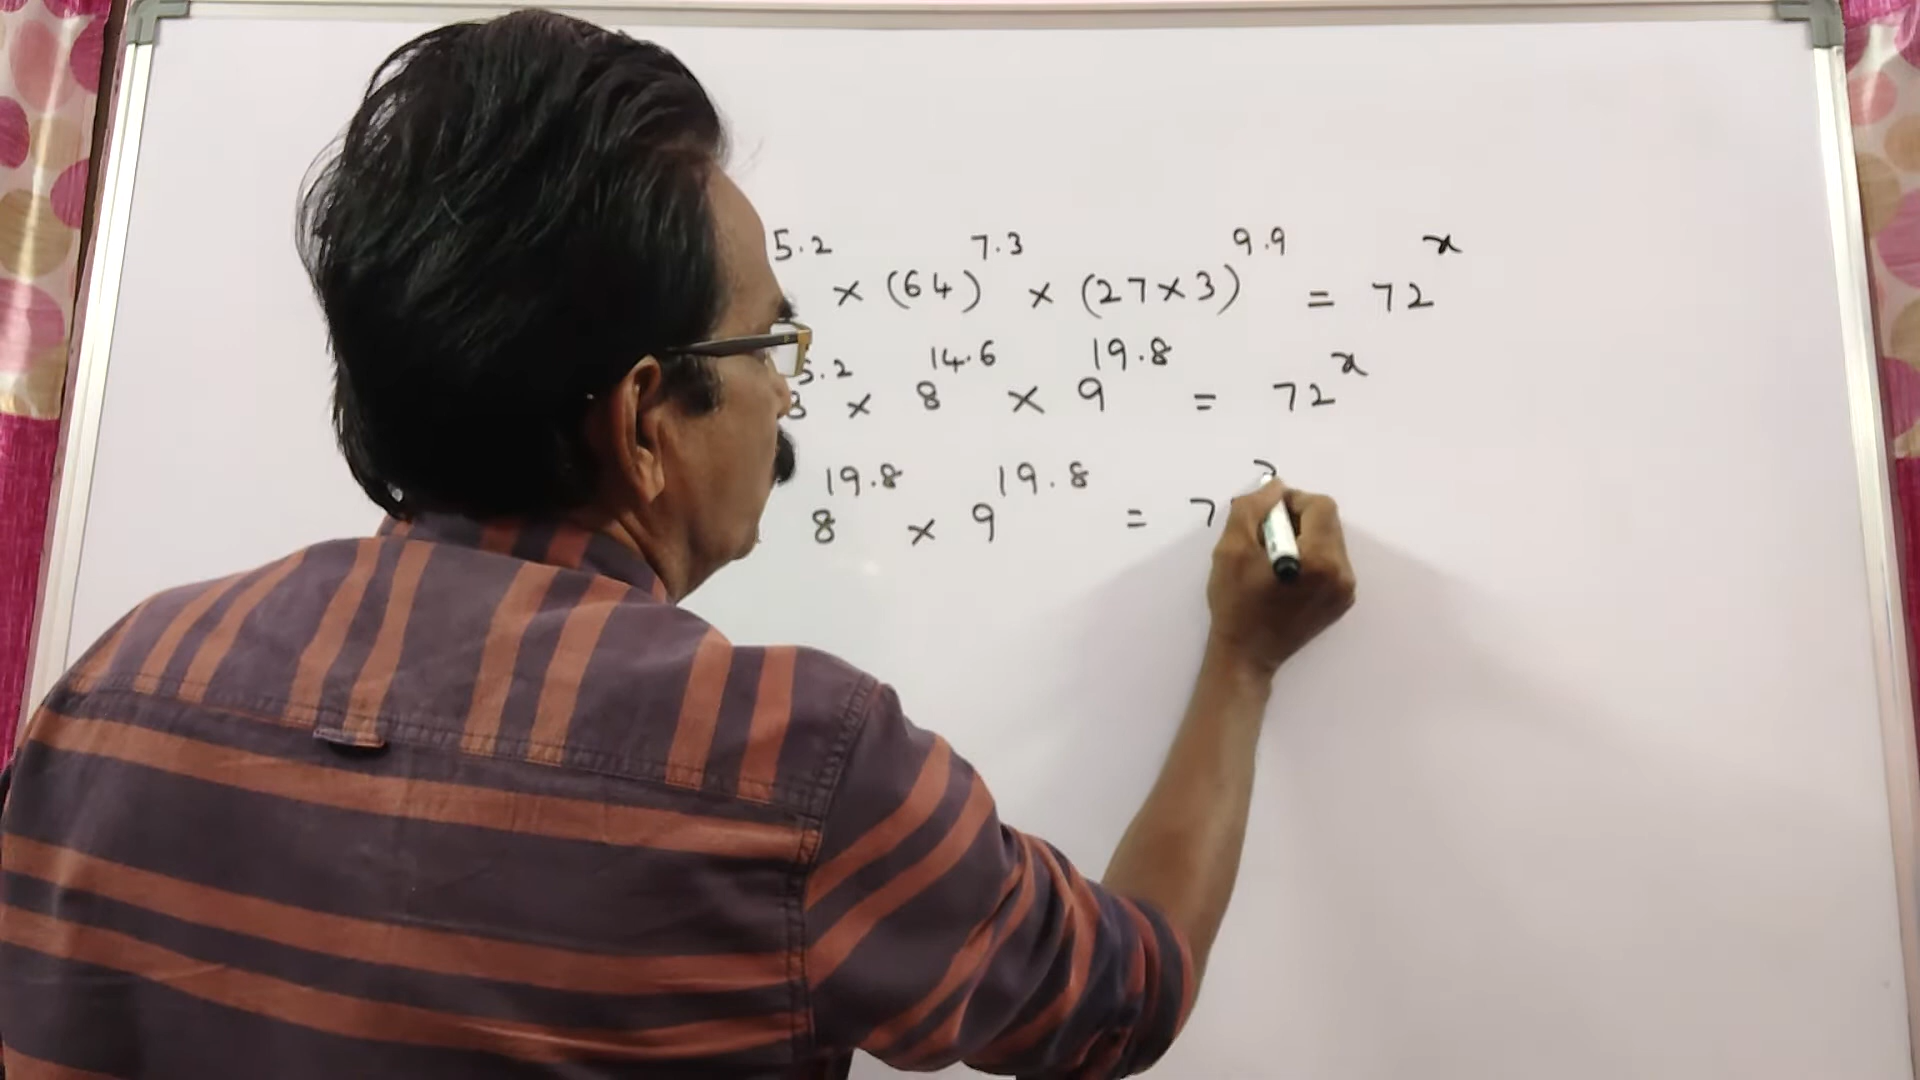 5.2 × (64)^7.3 × (27×3)^9.9 = 72^x
8^5.2 × 8^14.6 × 9^19.8 = 72^x
8^19.8 × 9^19.8 = 7